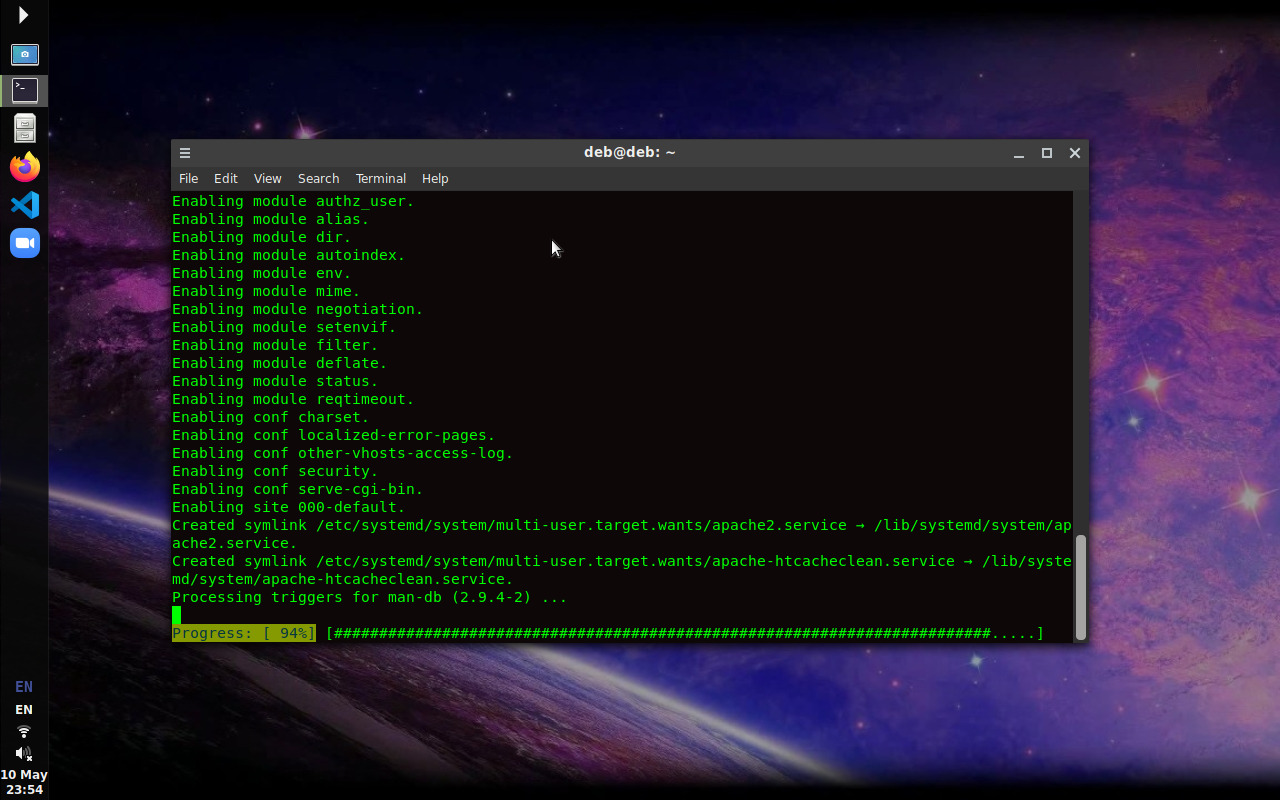 deb@deb: ~
File Edit View Search Terminal Help
Enabling module authz_user.
Enabling module alias.
Enabling module dir.
Enabling module autoindex.
Enabling module env.
Enabling module mime.
Enabling module negotiation.
Enabling module setenvif.
Enabling module filter.
Enabling module deflate.
Enabling module status.
Enabling module reqtimeout.
Enabling conf charset.
Enabling conf localized-error-pages.
Enabling conf other-vhosts-access-log.
Enabling conf security.
Enabling conf serve-cgi-bin.
Enabling site 000-default.
Created symlink /etc/systemd/system/multi-user.target.wants/apache2.service → /lib/systemd/system/ap
ache2.service.
Created symlink /etc/systemd/system/multi-user.target.wants/apache-htcacheclean.service → /lib/syste
md/system/apache-htcacheclean.service.
Processing triggers for man-db (2.9.4-2) ...
Progress: [ 94%] [#########################################################################.....]
EN
EN
10 May
23:54